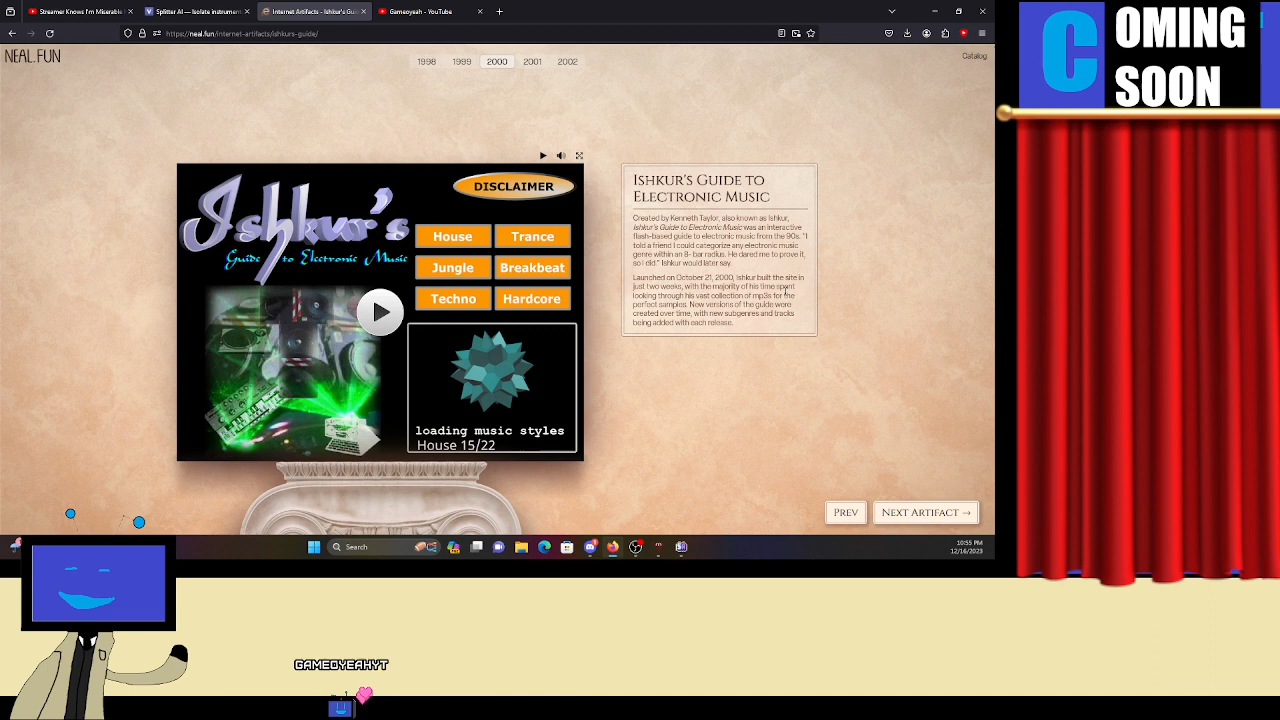 Streamer Knows I'm Miserable
Splitter AI — Isolate instrument
Internet Artifacts - Ishkur's Gui
Gameoyeah - YouTube
https://neal.fun/internet-artifacts/ishkurs-guide/
NEAL.FUN
1998
1999
2000
2001
2002
Catalog
Ishkur's
Guide to Electronic Music
DISCLAIMER
House
Trance
Jungle
Breakbeat
Techno
Hardcore
loading music styles
House 15/22
ISHKUR'S GUIDE TO
ELECTRONIC MUSIC
Created by Kenneth Taylor, also known as Ishkur,
Ishkur's Guide to Electronic Music was an interactive
flash-based guide to electronic music from the 90s. "I
told a friend I could categorize any electronic music
genre within an 8- bar radius. He dared me to prove it,
so I did." Ishkur would later say.
Launched on October 21, 2000, Ishkur built the site in
just two weeks, with the majority of his time spent
looking through his vast collection of mp3s for the
perfect samples. New versions of the guide were
created over time, with new subgenres and tracks
being added with each release.
PREV
NEXT ARTIFACT →
Search
10:55 PM
12/16/2023
COMING
SOON
GAMEOYEAHYT